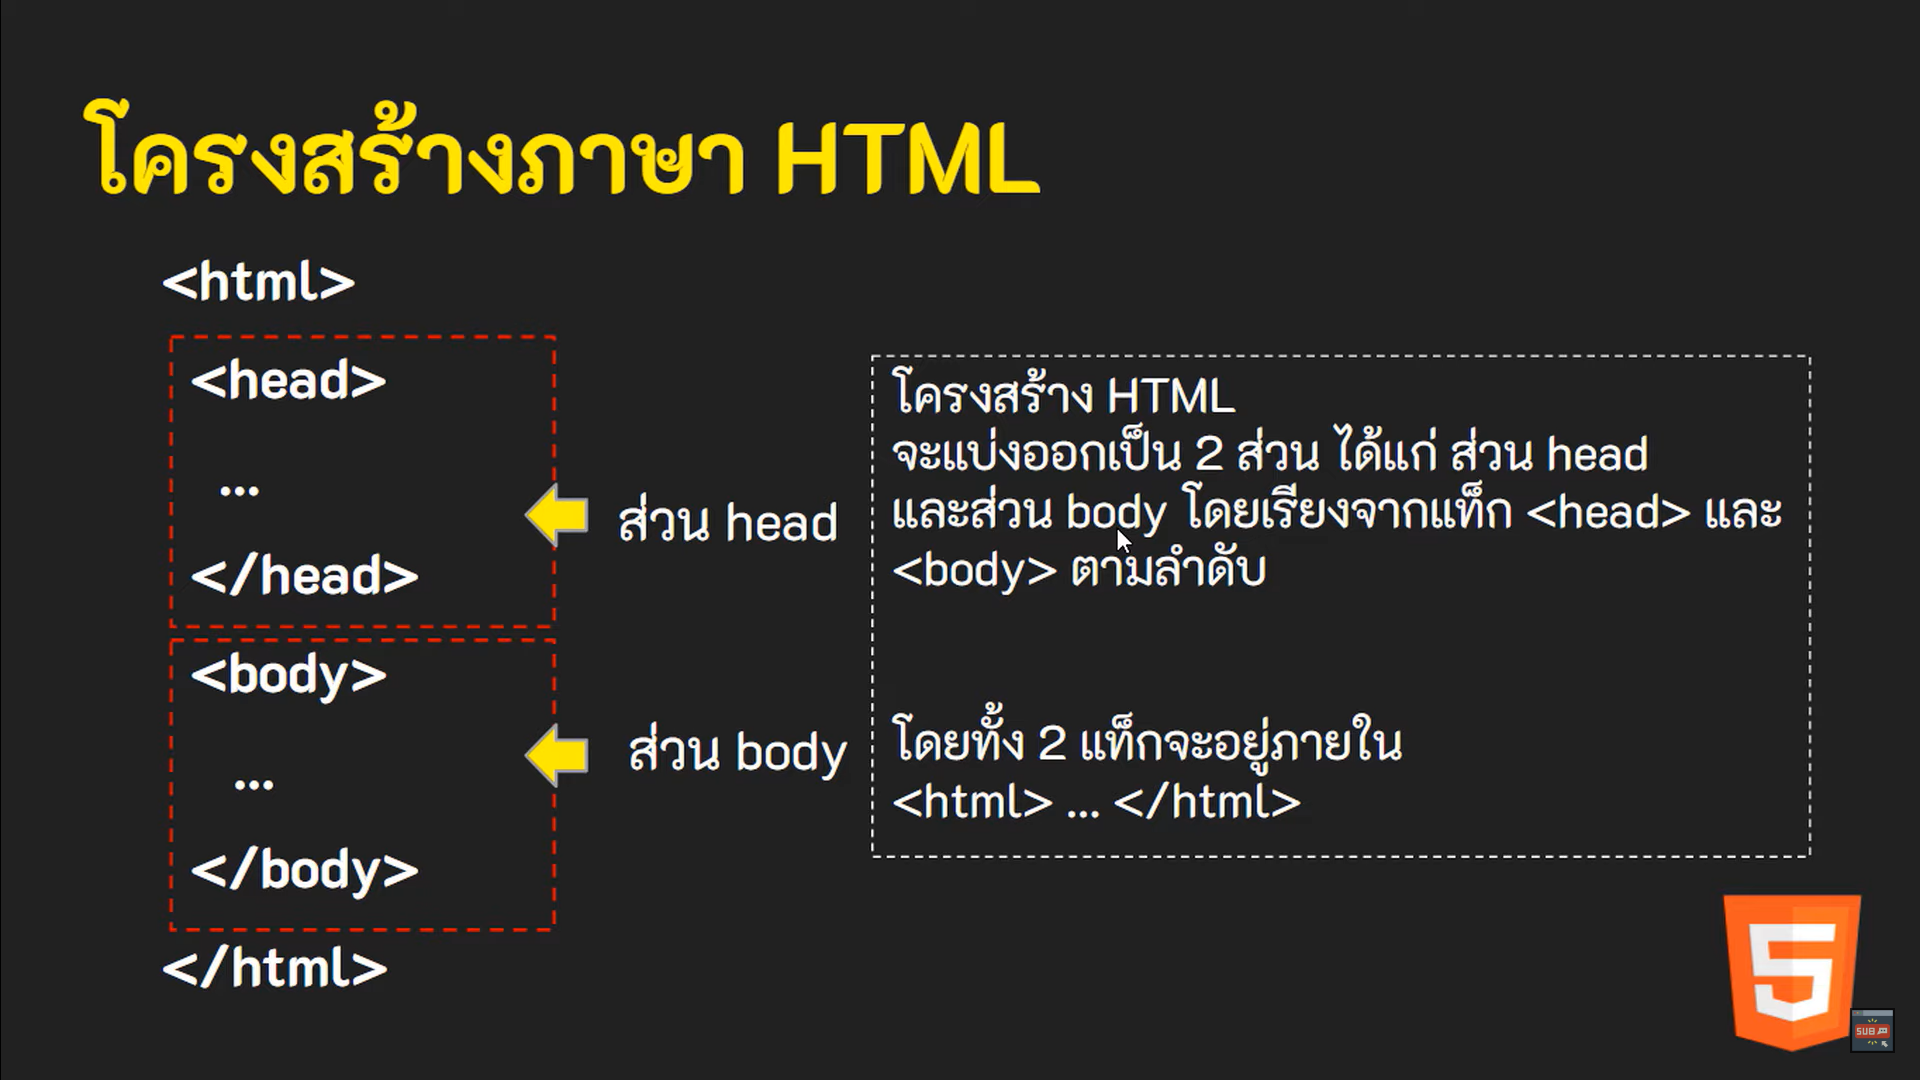 โครงสร้างภาษา HTML
<html>
<head>
...
</head>
ส่วน head
<body>
...
</body>
ส่วน body
</html>
โครงสร้าง HTML
จะแบ่งออกเป็น 2 ส่วน ได้แก่ ส่วน head
และส่วน body โดยเรียงจากแท็ก <head> และ
<body> ตามลำดับ
โดยทั้ง 2 แท็กจะอยู่ภายใน
<html> ... </html>
5
SUB